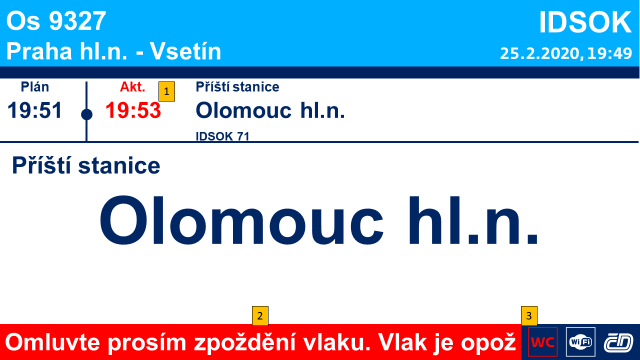 Os 9327
IDSOK
Praha hl.n. - Vsetín
25.2.2020, 19:49
Plán
Akt.
1
Příští stanice
19:51
19:53
Olomouc hl.n.
IDSOK 71
Příští stanice
Olomouc hl.n.
2
3
Omluvte prosím zpoždění vlaku. Vlak je opož
WC
WiFi
ČD